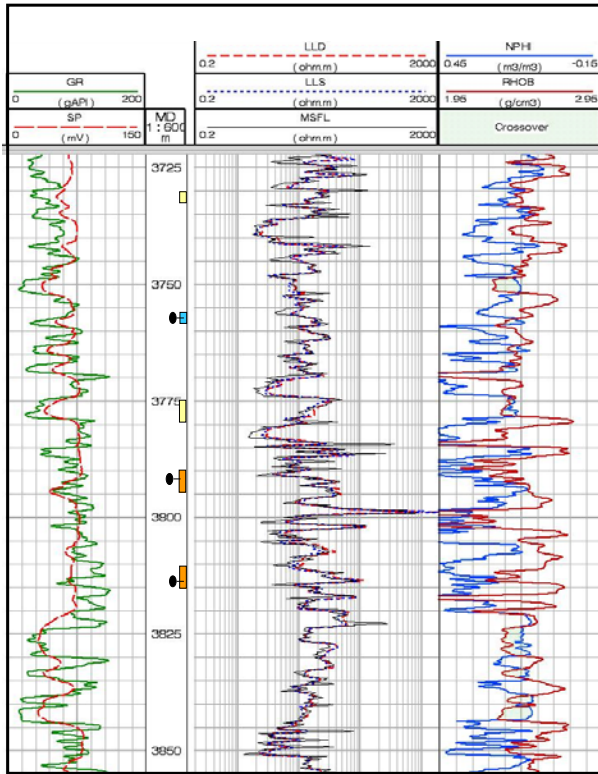 LLD
0.2 (ohm.m) 2000
NPHI
0.45 (m3/m3) -0.15
GR
0 (gAPI) 200
LLS
0.2 (ohm.m) 2000
RHOB
1.95 (g/cm3) 2.95
SP
0 (mV) 150
MD
1 : 600
m
MSFL
0.2 (ohm.m) 2000
Crossover
3725
3750
3775
3800
3825
3850